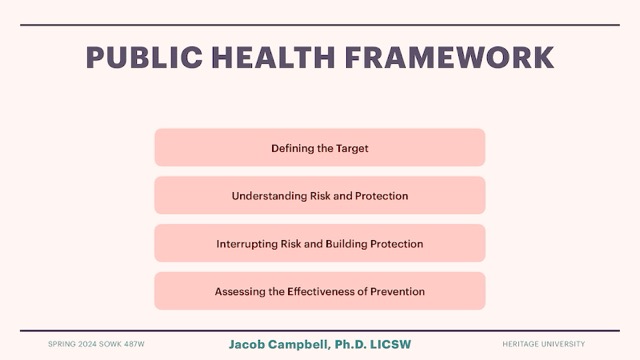 PUBLIC HEALTH FRAMEWORK
Defining the Target
Understanding Risk and Protection
Interrupting Risk and Building Protection
Assessing the Effectiveness of Prevention
SPRING 2024 SOWK 487W
Jacob Campbell, Ph.D. LICSW
HERITAGE UNIVERSITY